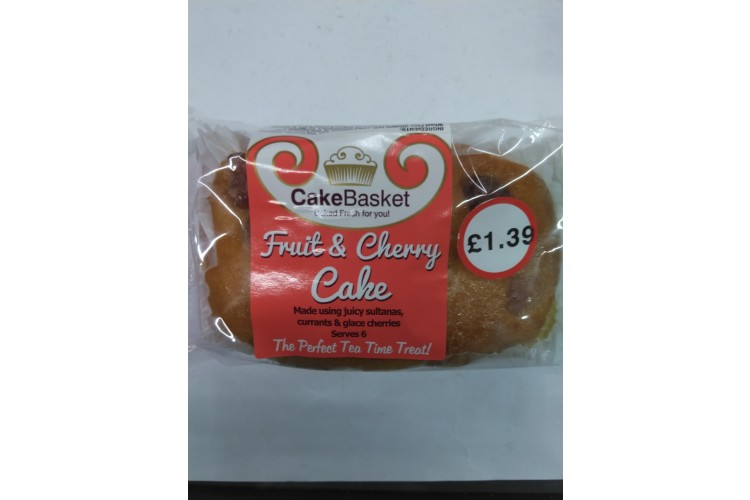 INGREDIENTS:
CakeBasket
Baked Fresh for you!
Fruit & Cherry
Cake
£1.39
Made using juicy sultanas,
currants & glace cherries
Serves 6
The Perfect Tea Time Treat!